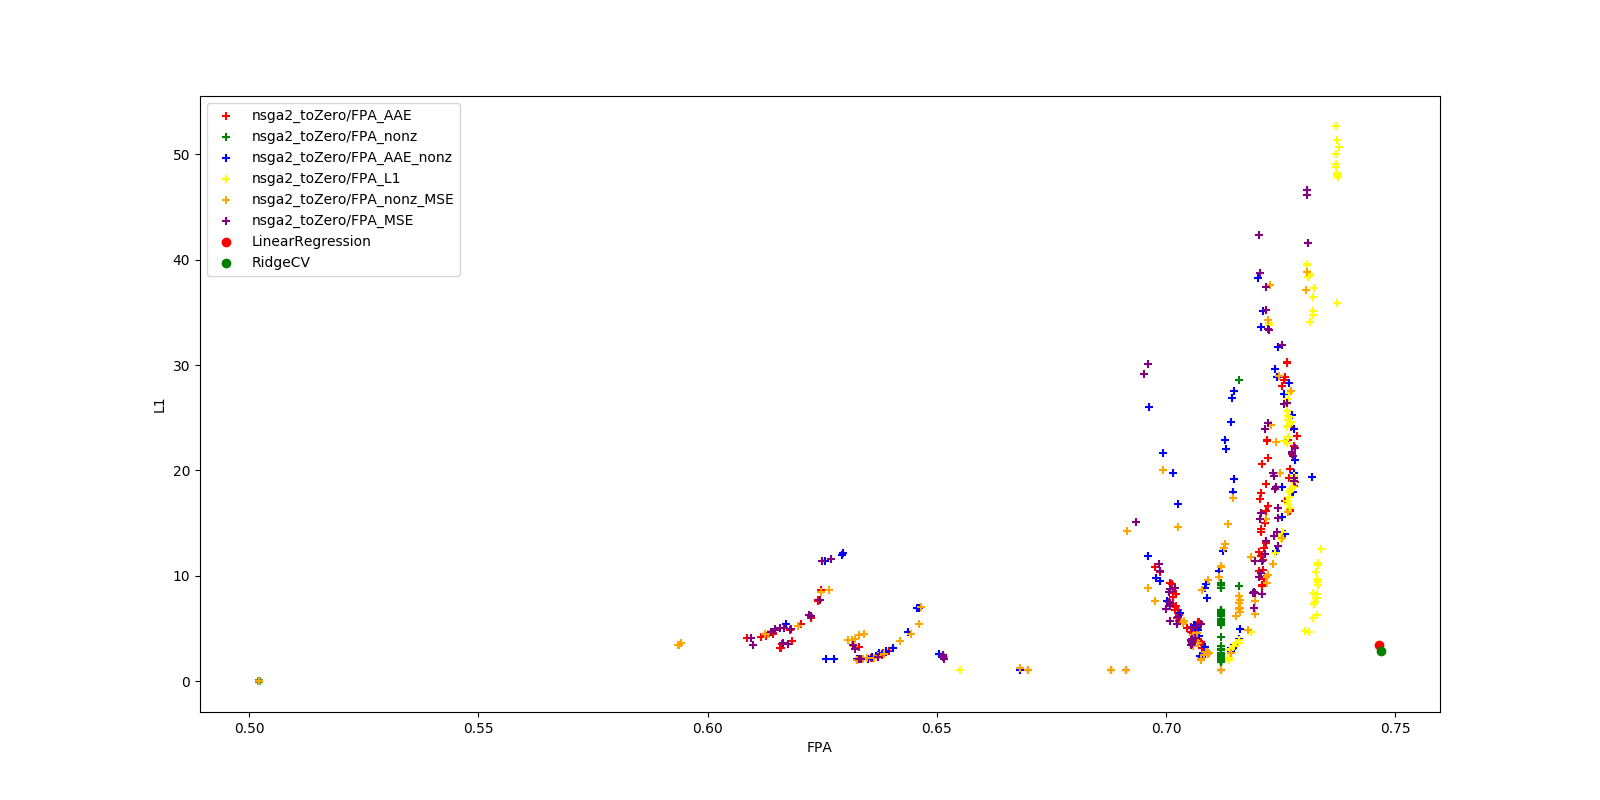 nsga2_toZero/FPA_AAE
nsga2_toZero/FPA_nonz
nsga2_toZero/FPA_AAE_nonz
nsga2_toZero/FPA_L1
nsga2_toZero/FPA_nonz_MSE
nsga2_toZero/FPA_MSE
LinearRegression
RidgeCV
50
40
30
20
10
0
L1
0.50 0.55 0.60 0.65 0.70 0.75
FPA